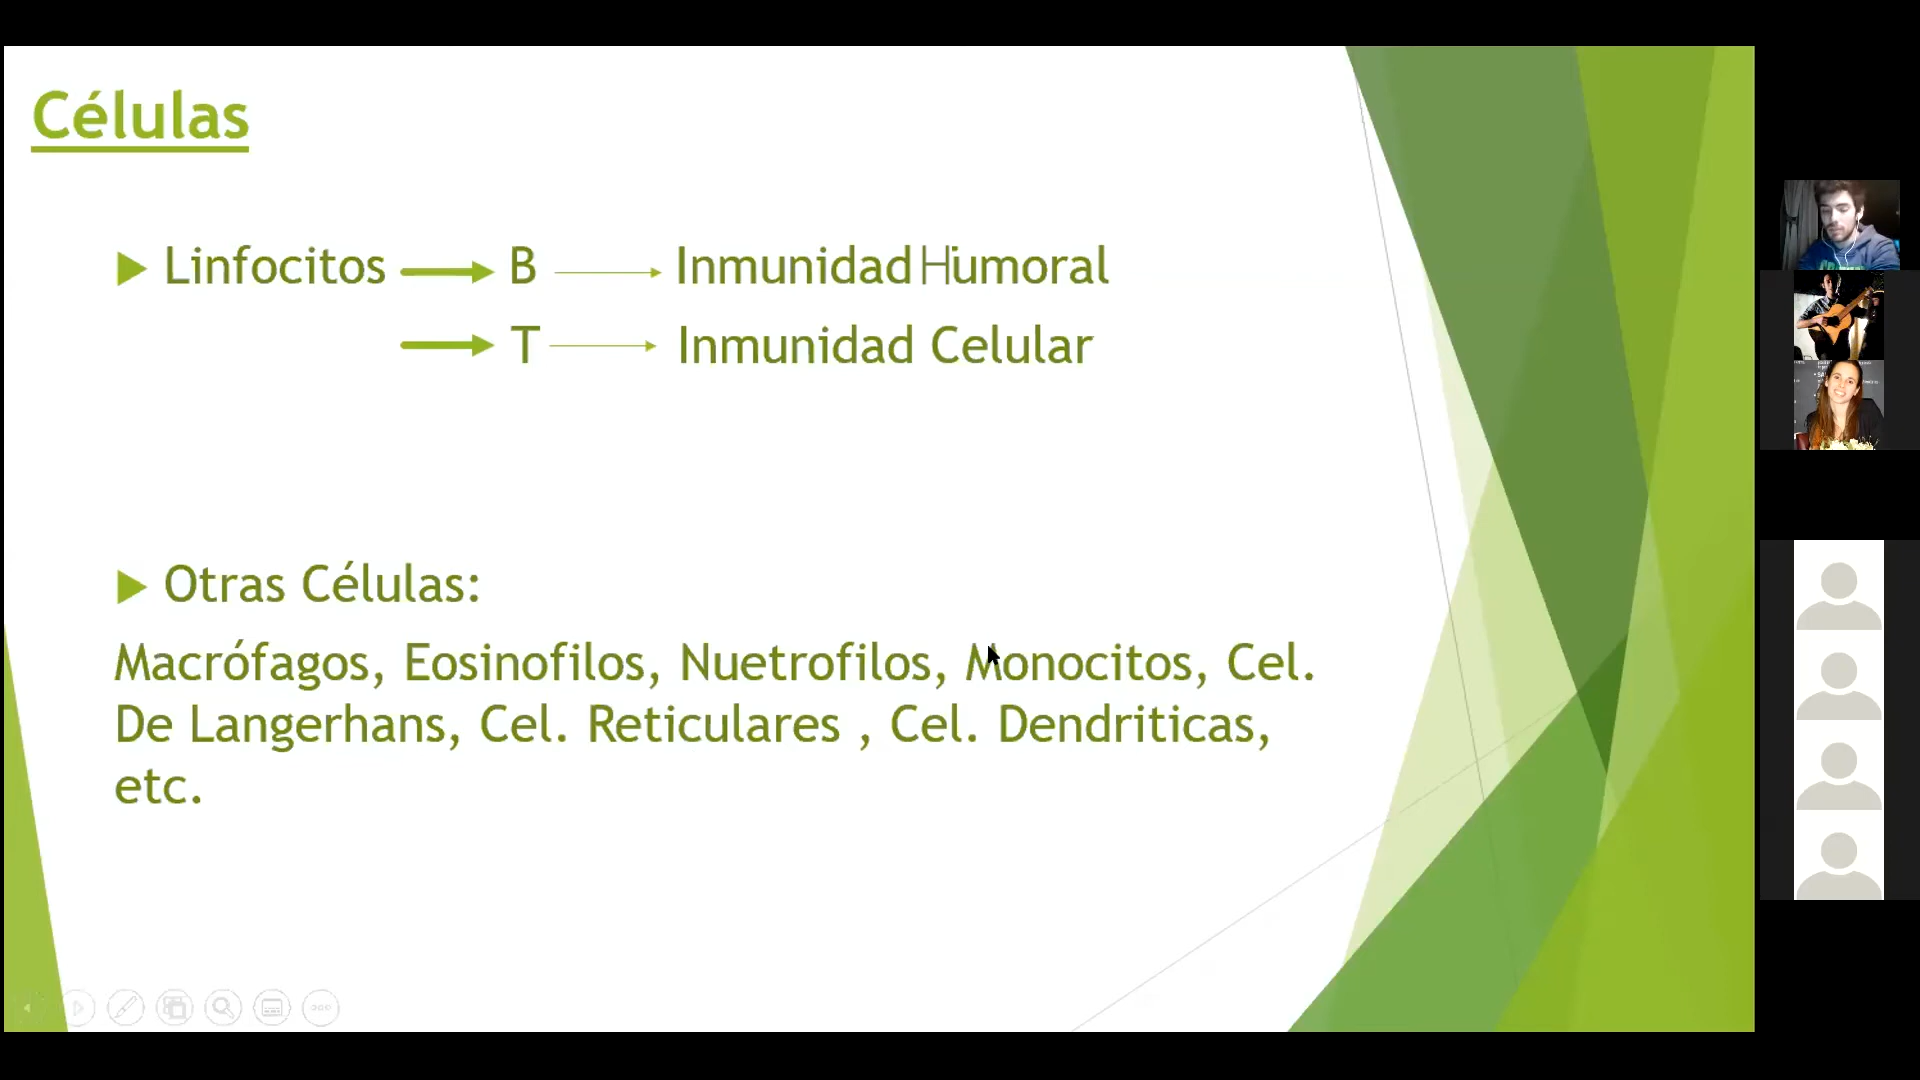 Células
Linfocitos B Inmunidad Humoral
T Inmunidad Celular
Otras Células:
Macrófagos, Eosinofilos, Nuetrofilos, Monocitos, Cel.
De Langerhans, Cel. Reticulares , Cel. Dendriticas,
etc.